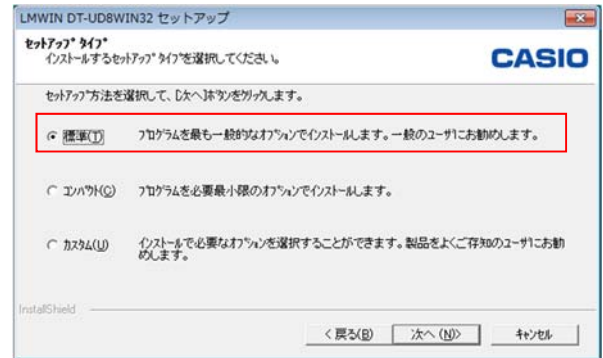 LMWIN DT-UD8WIN32 セットアップ
セットアップ タイプ
インストールするセットアップ タイプを選択してください。
CASIO
セットアップ方法を選択して、[次へ]ボタンをクリックします。
標準(T) プログラムを最も一般的なオプションでインストールします。一般のユーザにお勧めします。
コンパクト(C) プログラムを必要最小限のオプションでインストールします。
カスタム(U) インストールで必要なオプションを選択することができます。製品をよくご存知のユーザにお勧
めします。
InstallShield
< 戻る(B) 次へ (N)> キャンセル